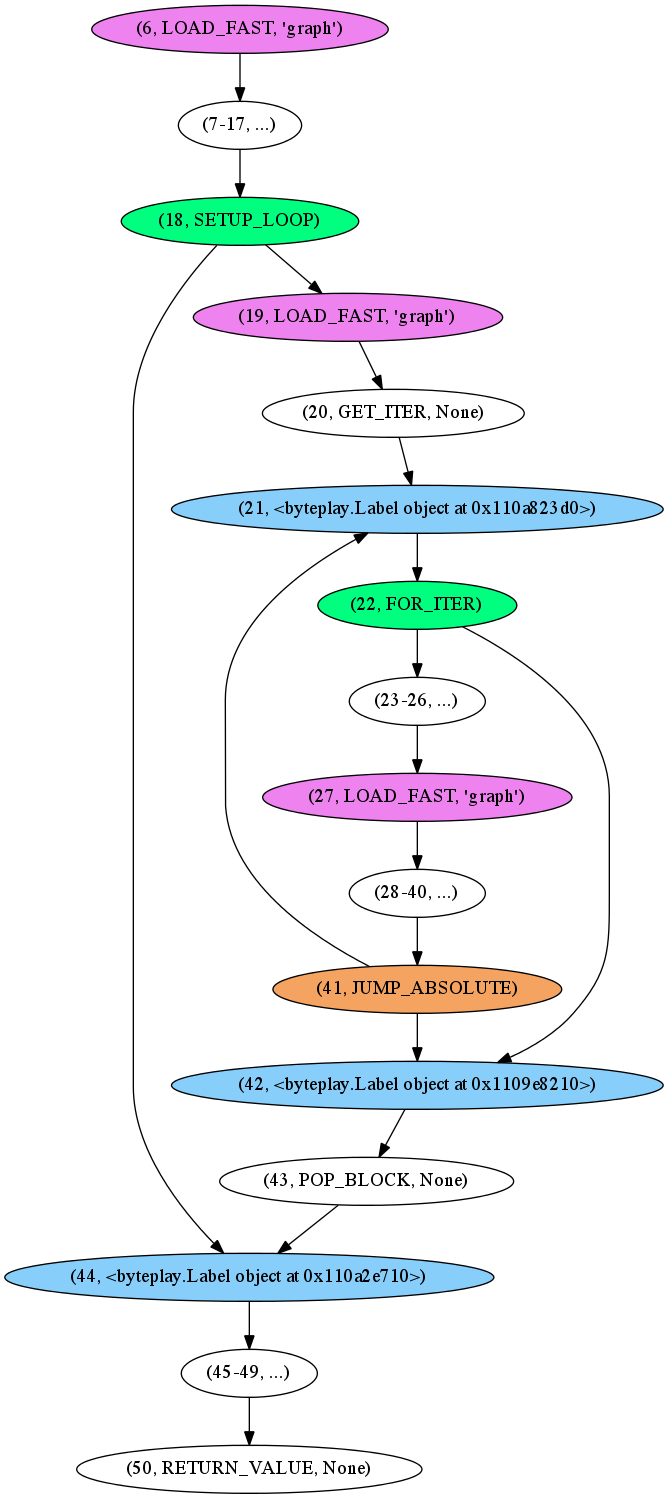 (6, LOAD_FAST, 'graph')
(7-17, ...)
(18, SETUP_LOOP)
(19, LOAD_FAST, 'graph')
(20, GET_ITER, None)
(21, <byteplay.Label object at 0x110a823d0>)
(22, FOR_ITER)
(23-26, ...)
(27, LOAD_FAST, 'graph')
(28-40, ...)
(41, JUMP_ABSOLUTE)
(42, <byteplay.Label object at 0x1109e8210>)
(43, POP_BLOCK, None)
(44, <byteplay.Label object at 0x110a2e710>)
(45-49, ...)
(50, RETURN_VALUE, None)